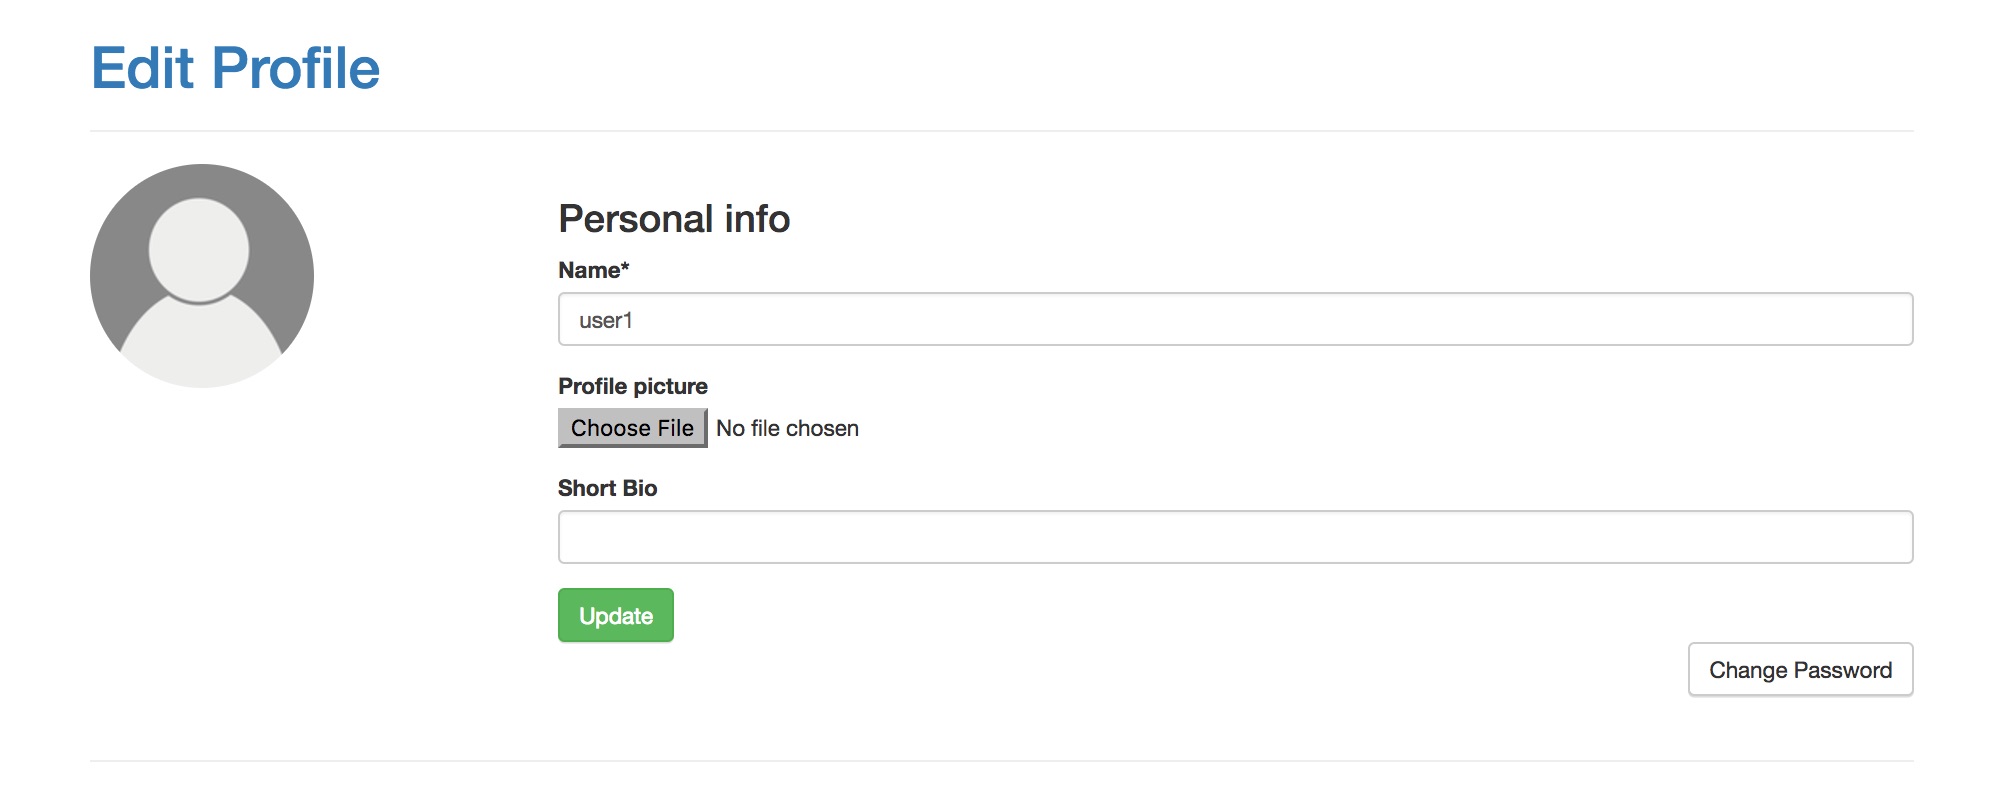 Edit Profile
Personal info
Name*
user1
Profile picture
Choose File No file chosen
Short Bio
Update
Change Password